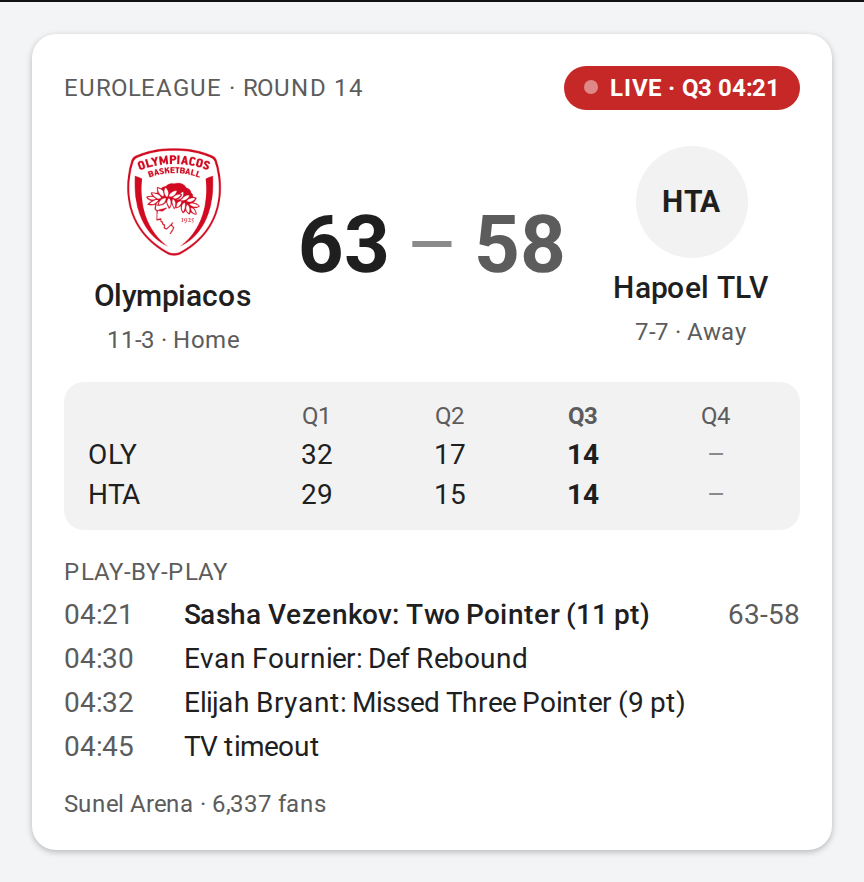 EUROLEAGUE · ROUND 14
LIVE · Q3 04:21
OLYMPIACOS
BASKETBALL
1925
Olympiacos
11-3 · Home
63 – 58
HTA
Hapoel TLV
7-7 · Away
Q1 Q2 Q3 Q4
OLY 32 17 14 –
HTA 29 15 14 –
PLAY-BY-PLAY
04:21 Sasha Vezenkov: Two Pointer (11 pt) 63-58
04:30 Evan Fournier: Def Rebound
04:32 Elijah Bryant: Missed Three Pointer (9 pt)
04:45 TV timeout
Sunel Arena · 6,337 fans